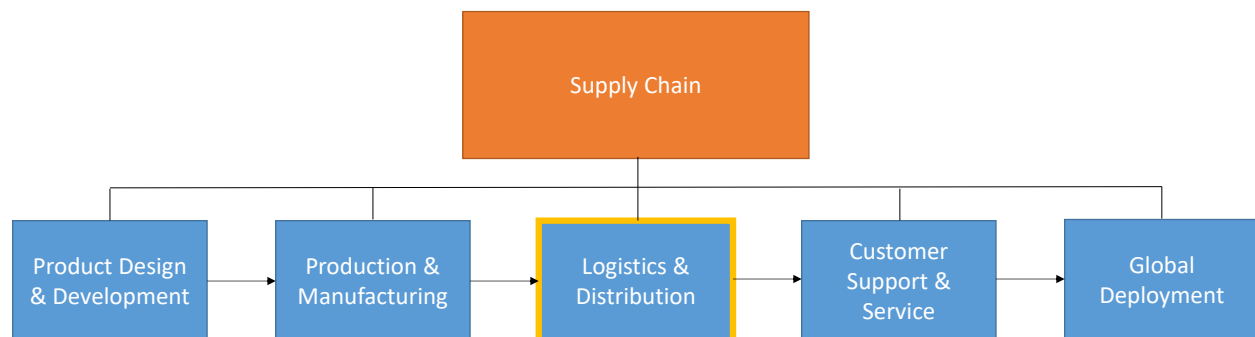 Supply Chain
Product Design
& Development
Production &
Manufacturing
Logistics &
Distribution
Customer
Support &
Service
Global
Deployment